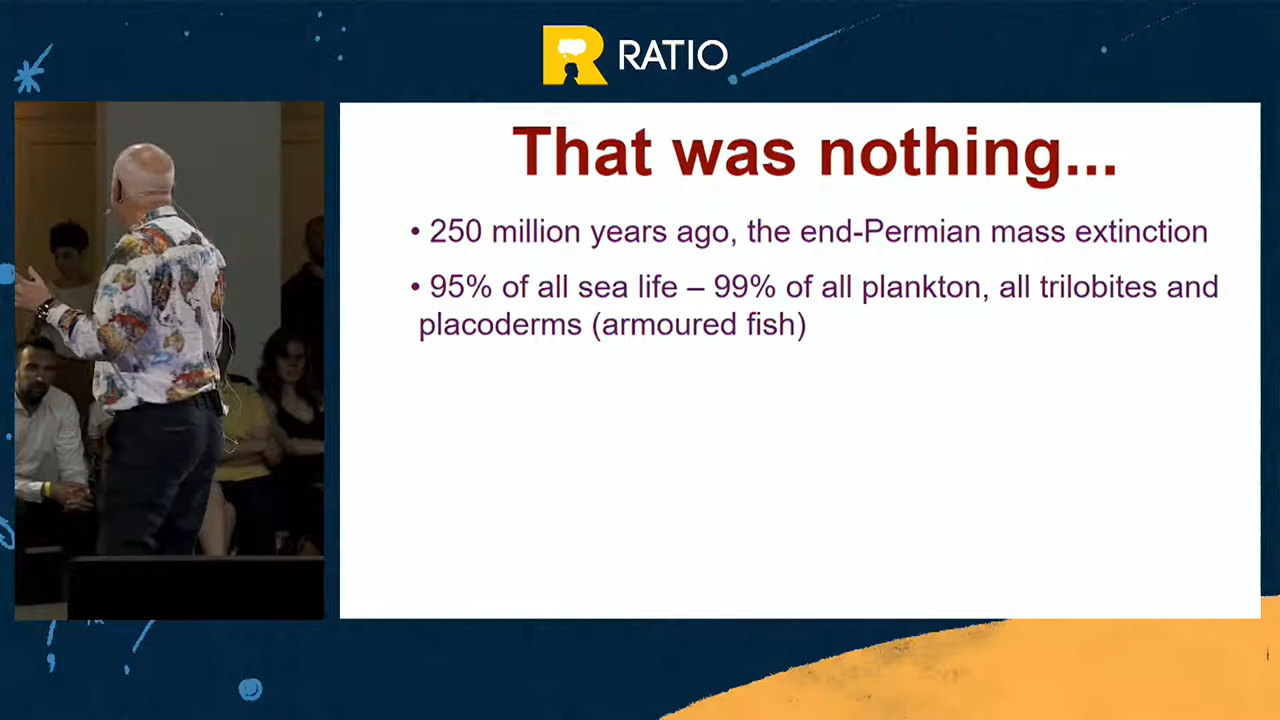 RATIO
That was nothing...
• 250 million years ago, the end-Permian mass extinction
• 95% of all sea life – 99% of all plankton, all trilobites and
placoderms (armoured fish)